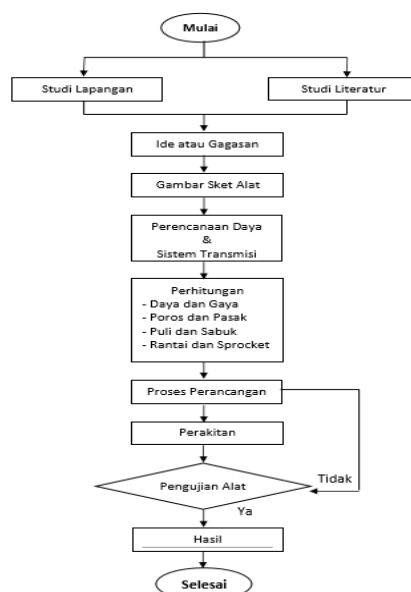 Mulai
Studi Lapangan
Studi Literatur
Ide atau Gagasan
Gambar Sket Alat
Perencanaan Daya
&
Sistem Transmisi
Perhitungan
- Daya dan Gaya
- Poros dan Pasak
- Puli dan Sabuk
- Rantai dan Sprocket
Proses Perancangan
Perakitan
Pengujian Alat
Tidak
Ya
Hasil
Selesai